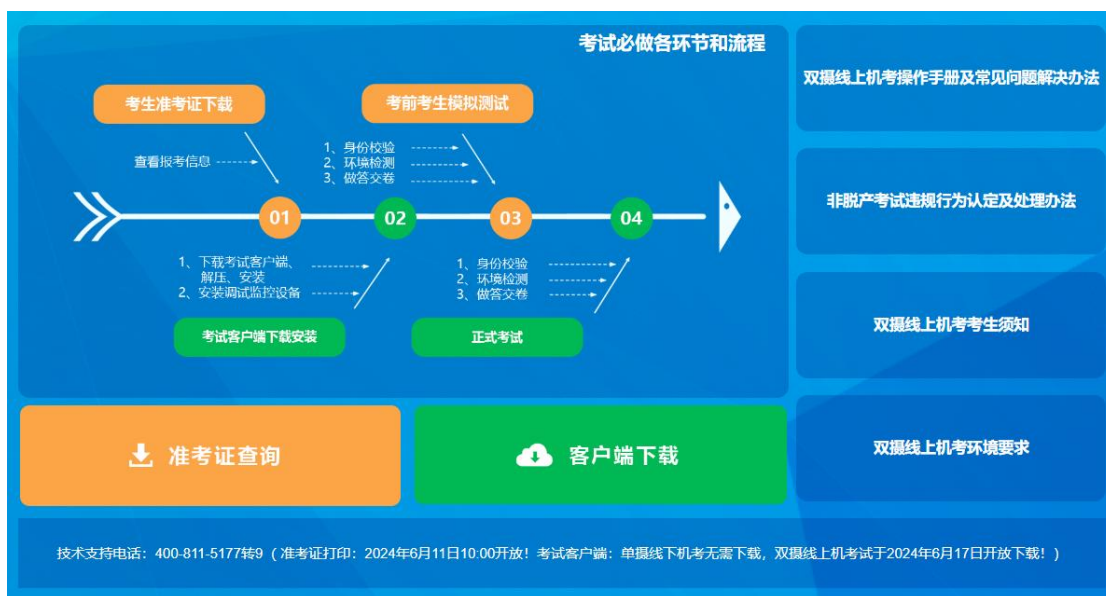 考试必做各环节和流程
考生准考证下载
考前考生模拟测试
查看报考信息
1、身份校验
2、环境检测
3、做答交卷
01
02
03
04
1、下载考试客户端、
解压、安装
2、安装调试监控设备
1、身份校验
2、环境检测
3、做答交卷
考试客户端下载安装
正式考试
双摄线上机考操作手册及常见问题解决办法
非脱产考试违规行为认定及处理办法
双摄线上机考考生须知
双摄线上机考环境要求
准考证查询
客户端下载
技术支持电话：400-811-5177转9（准考证打印：2024年6月11日10:00开放！考试客户端：单摄线下机考无需下载，双摄线上机考试于2024年6月17日开放下载！）